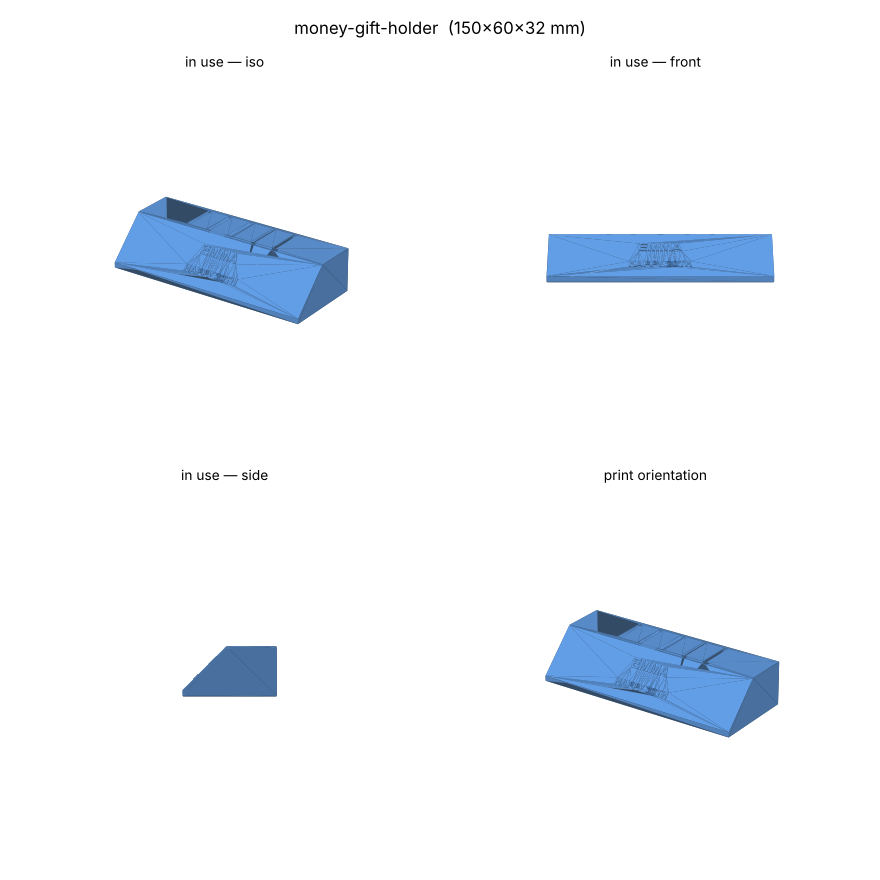 money-gift-holder (150×60×32 mm)
in use — iso
in use — front
in use — side
print orientation